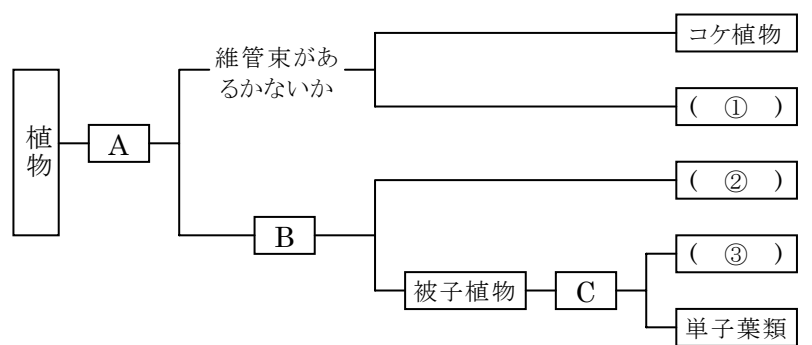 植物
A
維管束があ
るかないか
コケ植物
( ① )
B
( ② )
被子植物
C
( ③ )
単子葉類